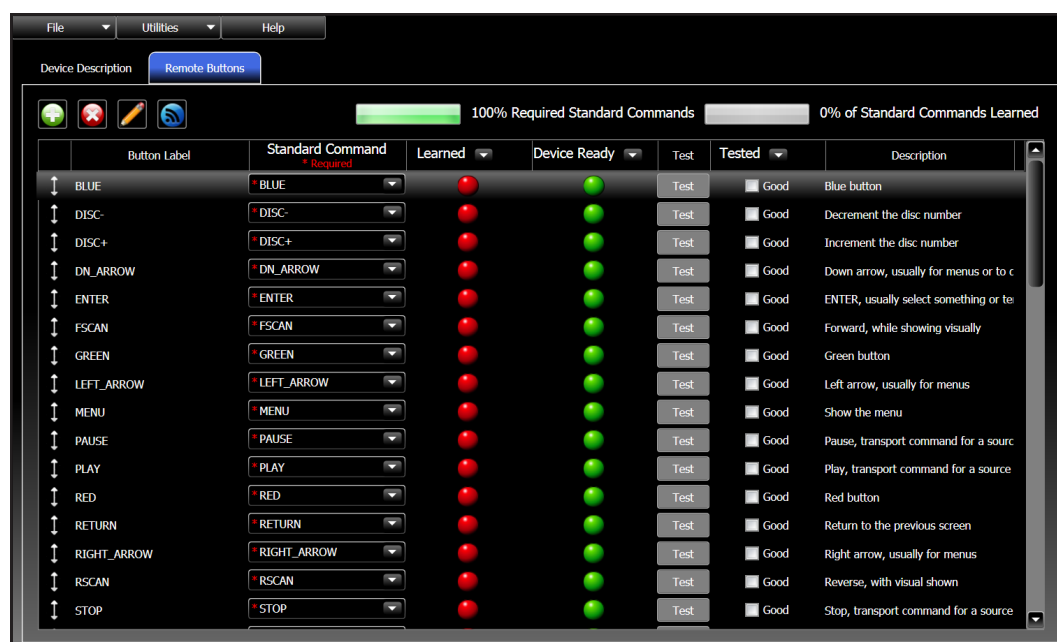 File Utilities Help
Device Description Remote Buttons
100% Required Standard Commands 0% of Standard Commands Learned
Button Label Standard Command Learned Device Ready Test Tested Description
* Required
BLUE * BLUE Test Good Blue button
DISC- * DISC- Test Good Decrement the disc number
DISC+ * DISC+ Test Good Increment the disc number
DN_ARROW * DN_ARROW Test Good Down arrow, usually for menus or to c
ENTER * ENTER Test Good ENTER, usually select something or te
FSCAN * FSCAN Test Good Forward, while showing visually
GREEN * GREEN Test Good Green button
LEFT_ARROW * LEFT_ARROW Test Good Left arrow, usually for menus
MENU * MENU Test Good Show the menu
PAUSE * PAUSE Test Good Pause, transport command for a sourc
PLAY * PLAY Test Good Play, transport command for a source
RED * RED Test Good Red button
RETURN * RETURN Test Good Return to the previous screen
RIGHT_ARROW * RIGHT_ARROW Test Good Right arrow, usually for menus
RSCAN * RSCAN Test Good Reverse, with visual shown
STOP * STOP Test Good Stop, transport command for a source